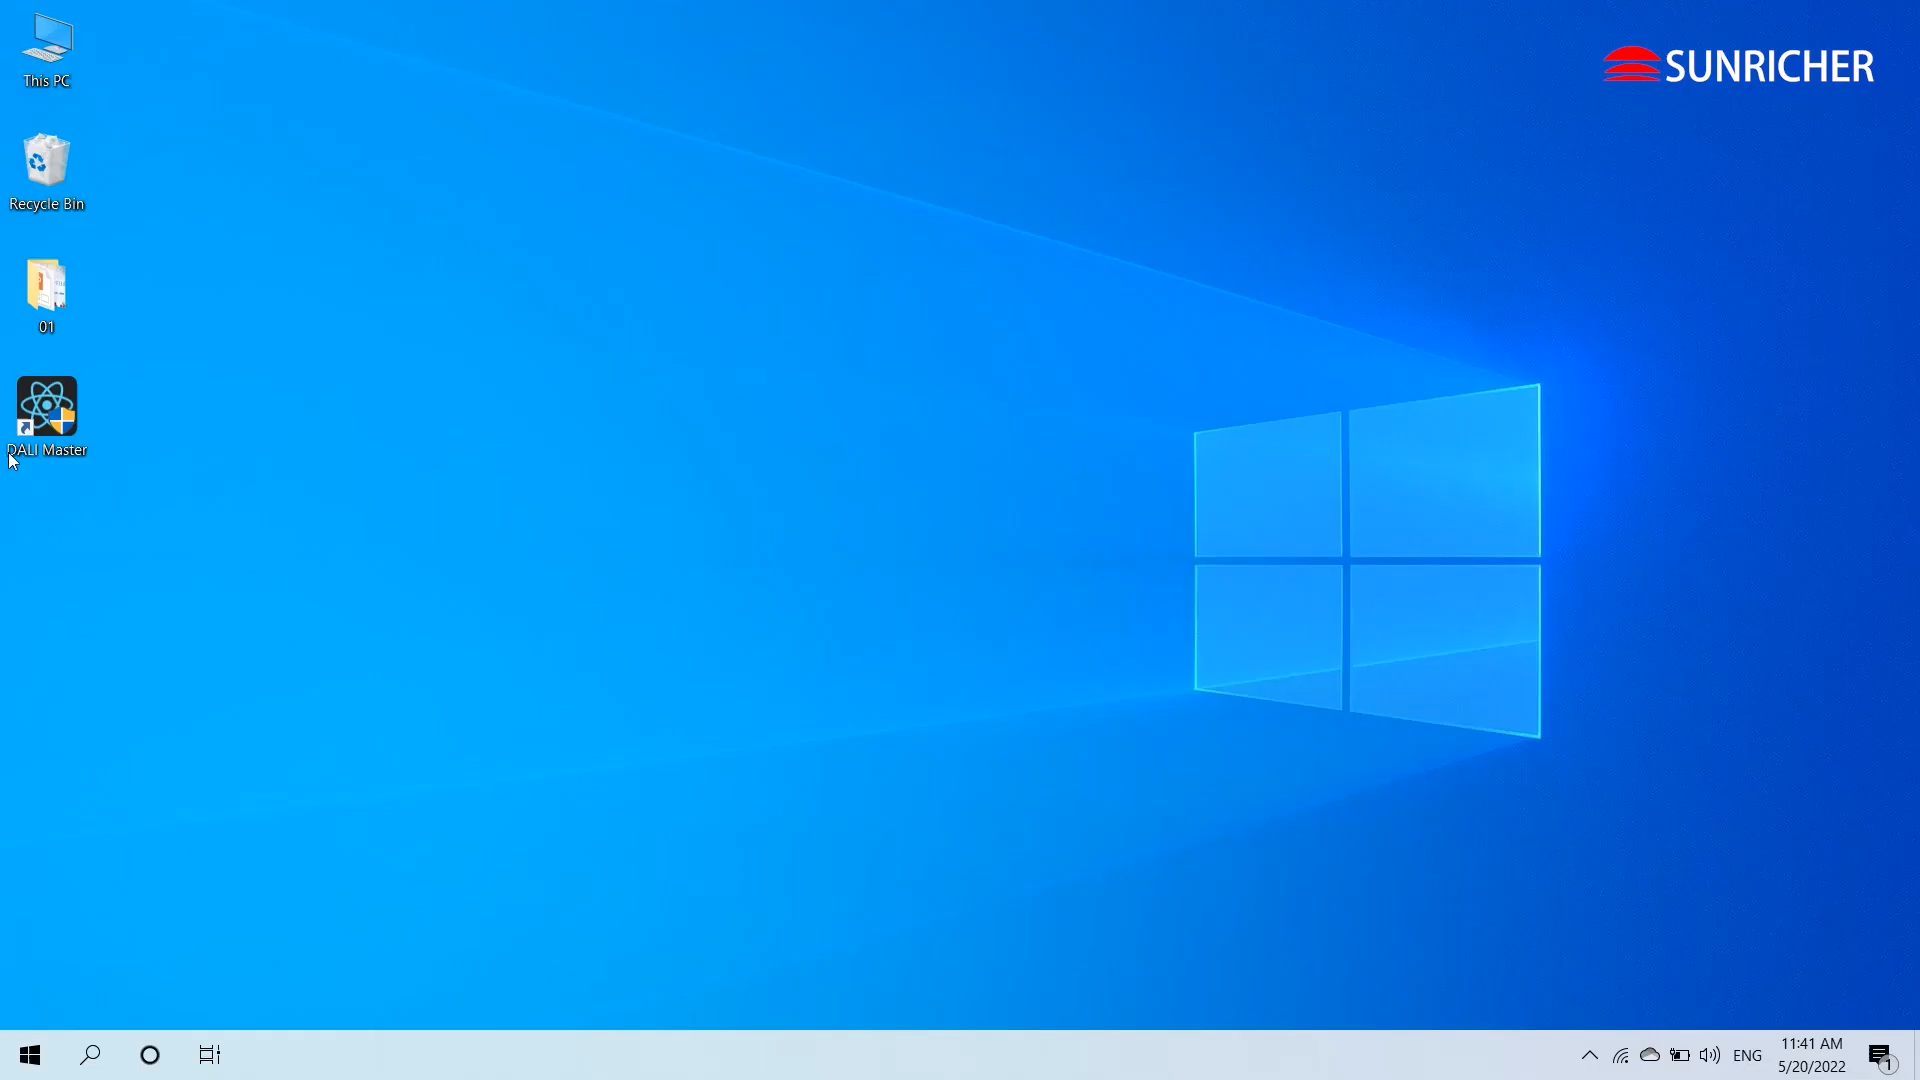 This PC
SUNRICHER
Recycle Bin
01
DALI Master
ENG
11:41 AM
5/20/2022
1